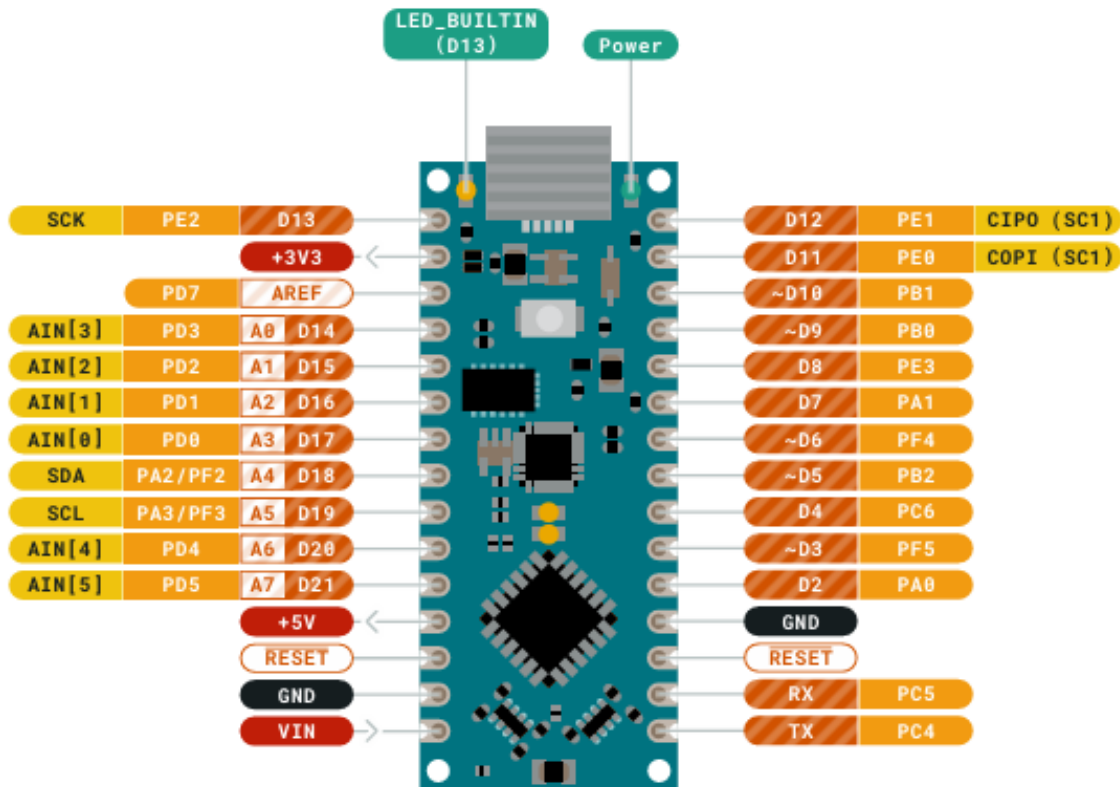 LED_BUILTIN
(D13)
Power
SCK PE2 D13
+3V3
PD7 AREF
AIN[3] PD3 A0 D14
AIN[2] PD2 A1 D15
AIN[1] PD1 A2 D16
AIN[0] PD0 A3 D17
SDA PA2/PF2 A4 D18
SCL PA3/PF3 A5 D19
AIN[4] PD4 A6 D20
AIN[5] PD5 A7 D21
+5V
RESET
GND
VIN
D12 PE1 CIPO (SC1)
D11 PE0 COPI (SC1)
~D10 PB1
~D9 PB0
D8 PE3
D7 PA1
~D6 PF4
~D5 PB2
D4 PC6
~D3 PF5
D2 PA0
GND
RESET
RX PC5
TX PC4